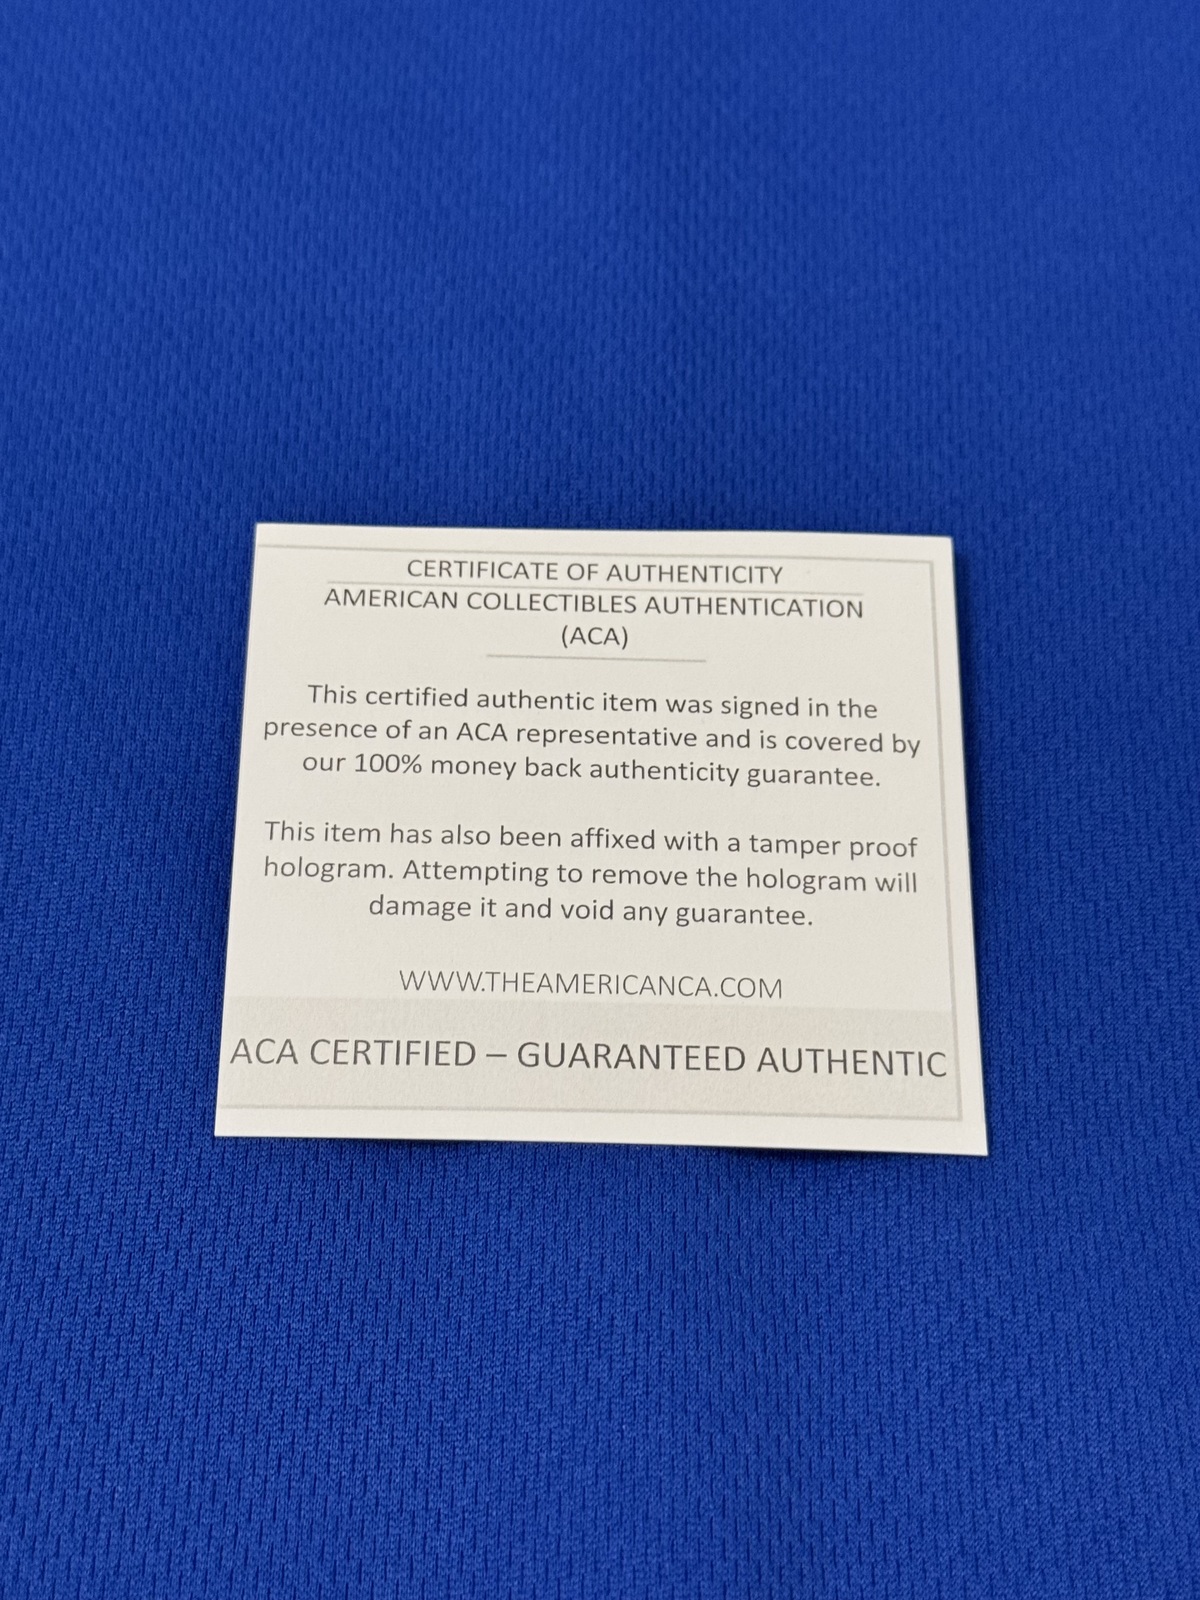 CERTIFICATE OF AUTHENTICITY
AMERICAN COLLECTIBLES AUTHENTICATION
(ACA)
This certified authentic item was signed in the
presence of an ACA representative and is covered by
our 100% money back authenticity guarantee.
This item has also been affixed with a tamper proof
hologram. Attempting to remove the hologram will
damage it and void any guarantee.
WWW.THEAMERICANCA.COM
ACA CERTIFIED – GUARANTEED AUTHENTIC